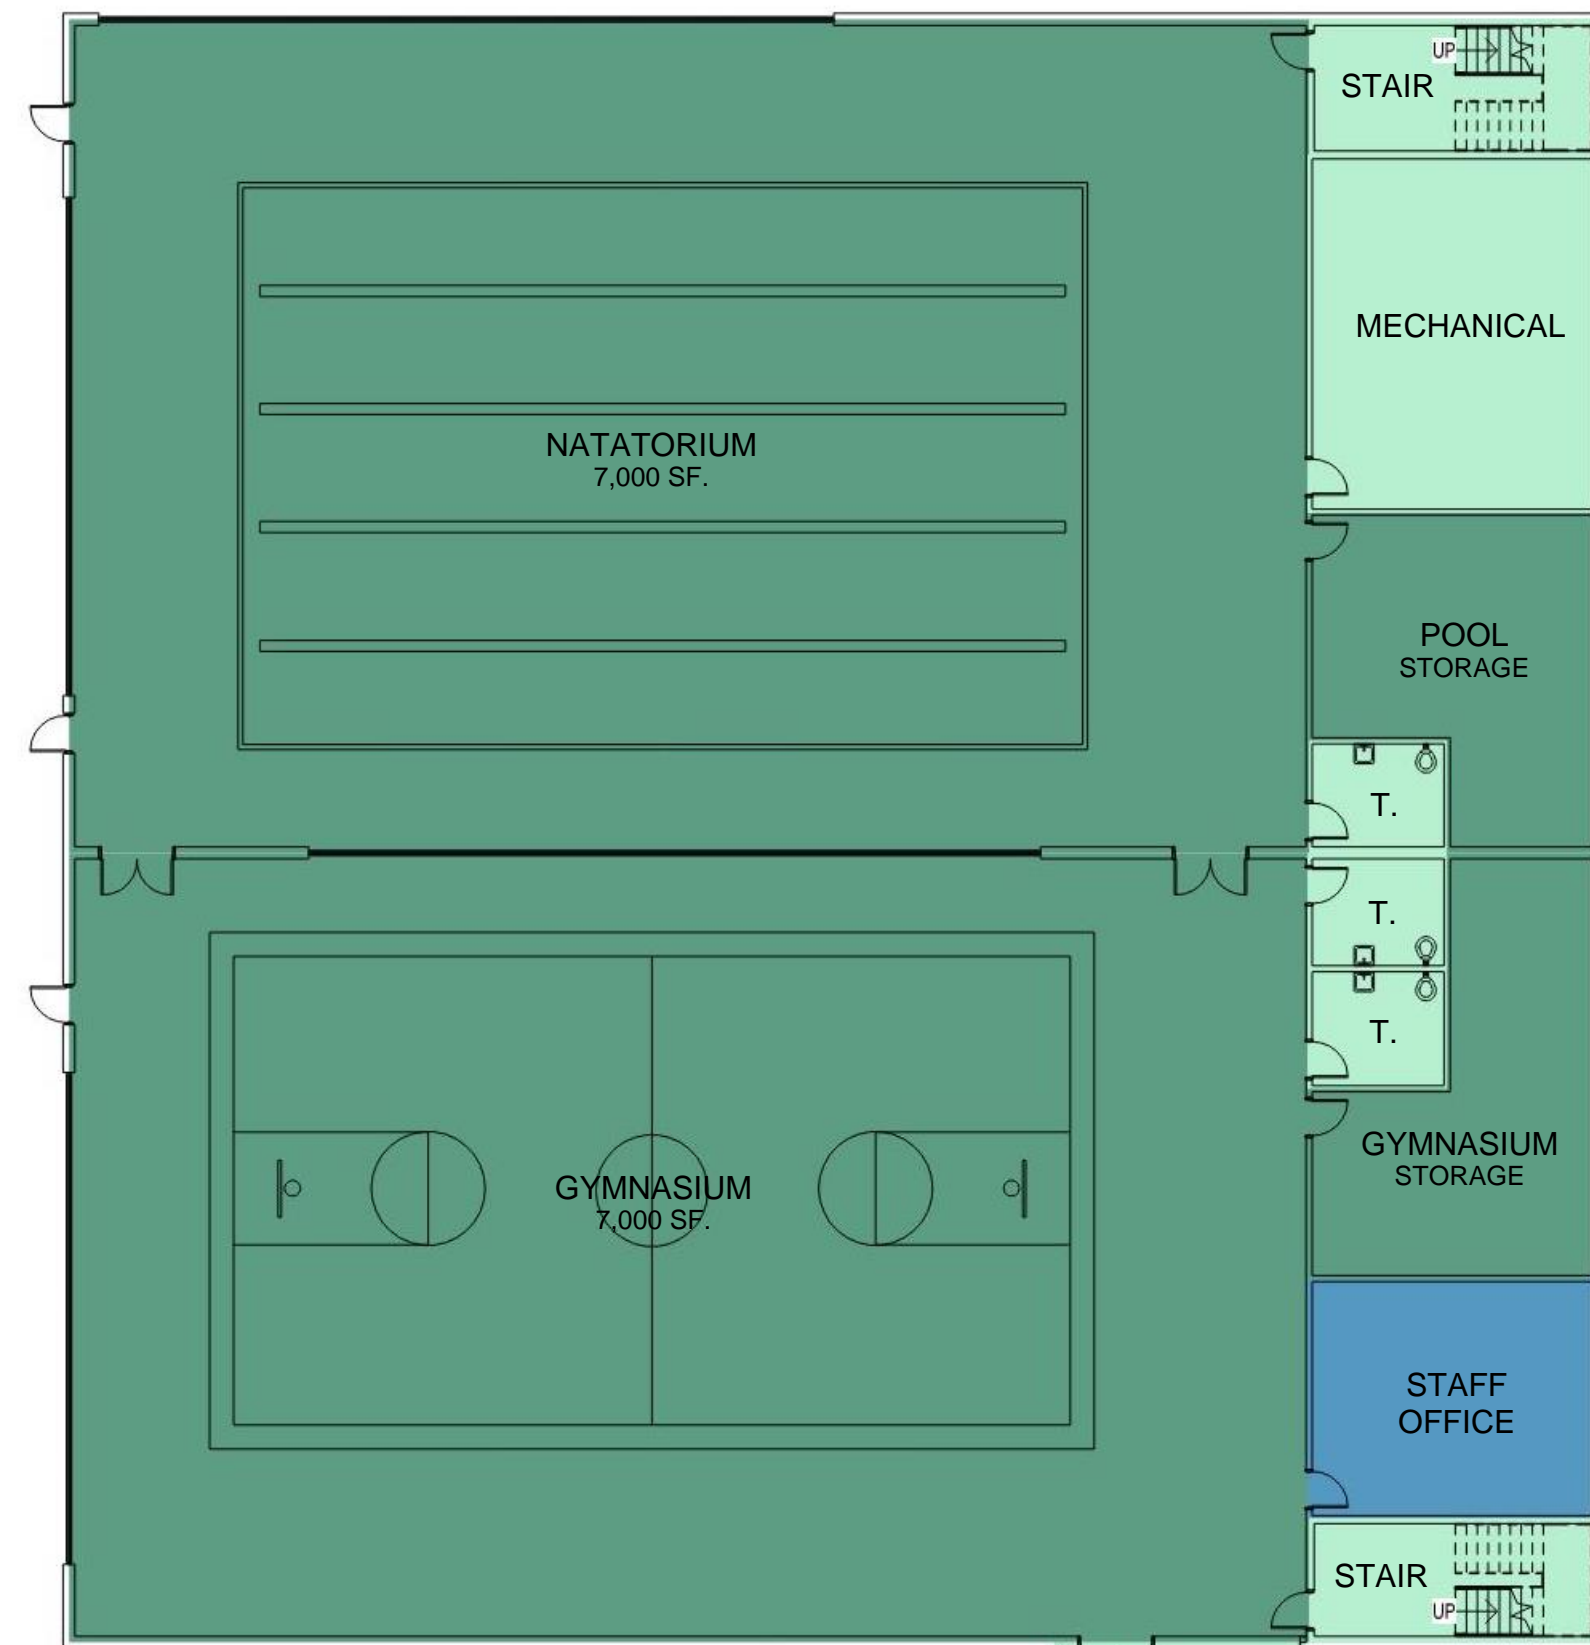 UP
STAIR
MECHANICAL
NATATORIUM
7,000 SF.
POOL
STORAGE
T.
T.
T.
GYMNASIUM
STORAGE
GYMNASIUM
7,000 SF.
STAFF
OFFICE
STAIR
UP